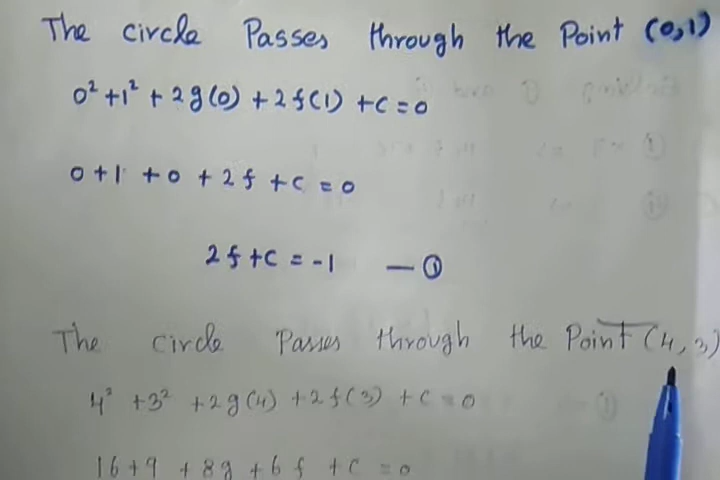 The circle Passes through the Point (0,1)
0² + 1² + 2g(0) + 2f(1) + c = 0
0 + 1 + 0 + 2f + c = 0
2f + c = -1 — ①
The circle Passes through the Point (4,3)
4² + 3² + 2g(4) + 2f(3) + c = 0
16 + 9 + 8g + 6f + c = 0